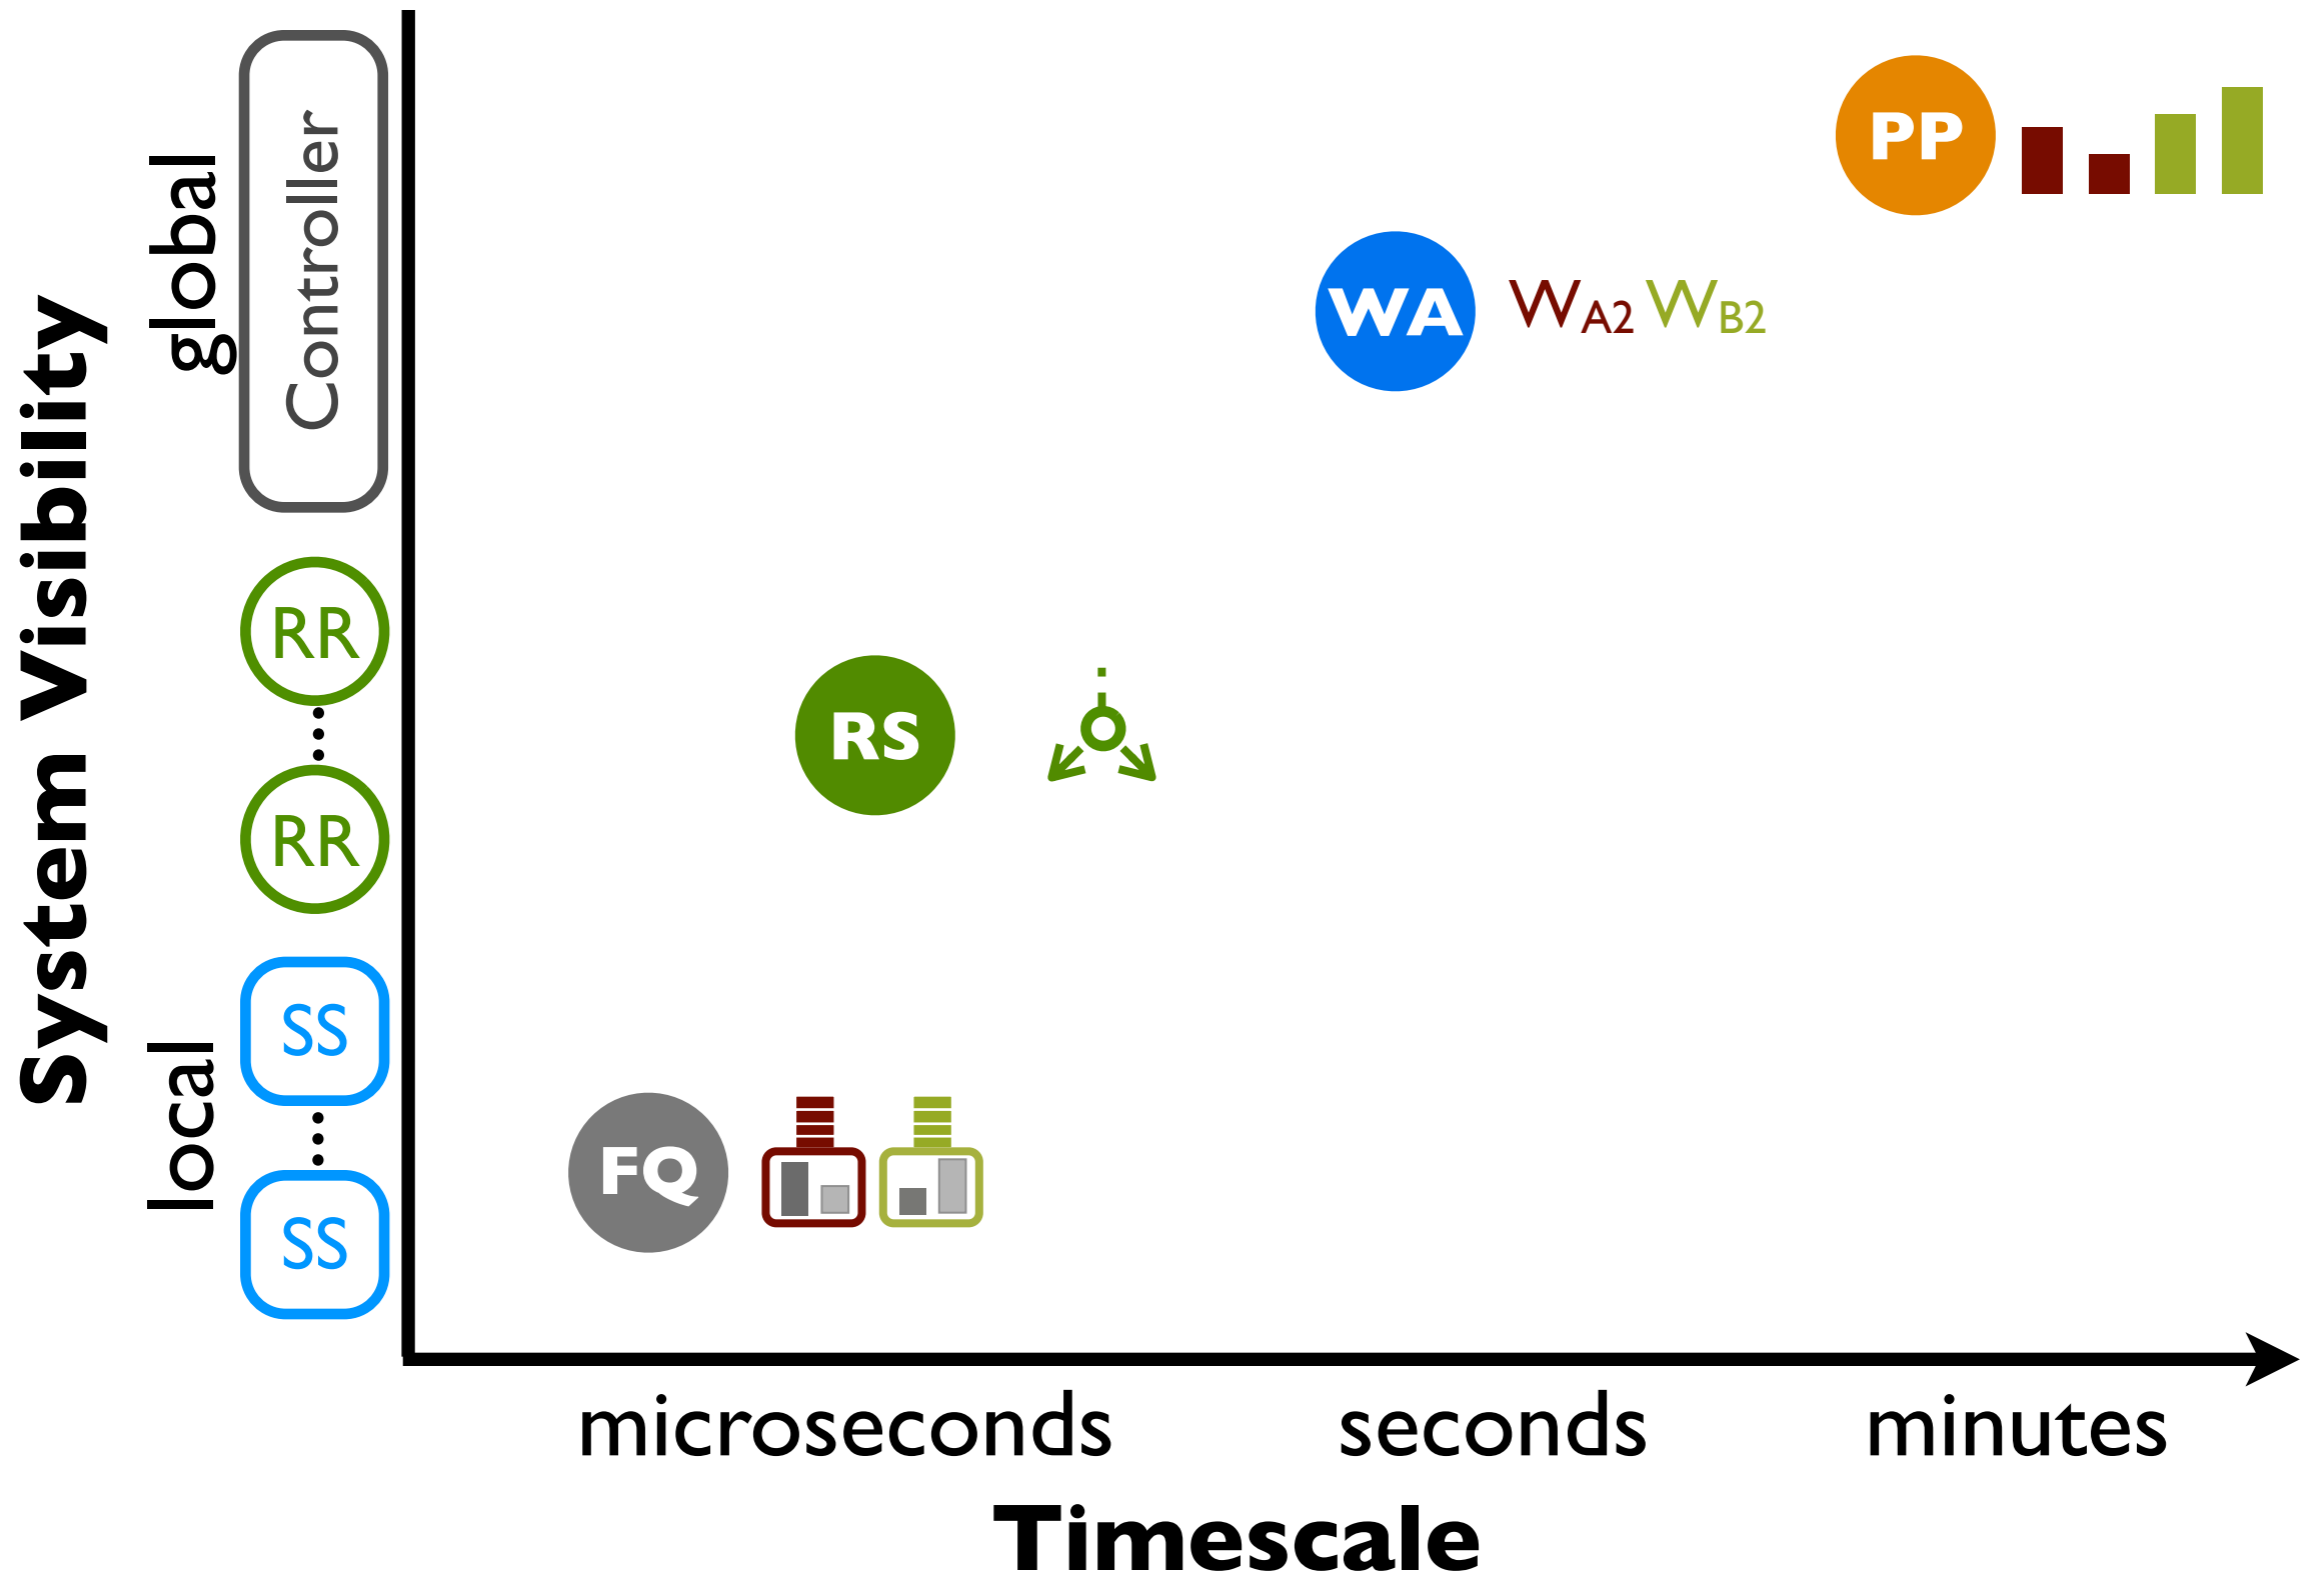 System Visibility
global
local
Controller
RR
RR
SS
SS
PP
WA
WA2 WB2
RS
FQ
microseconds seconds minutes
Timescale